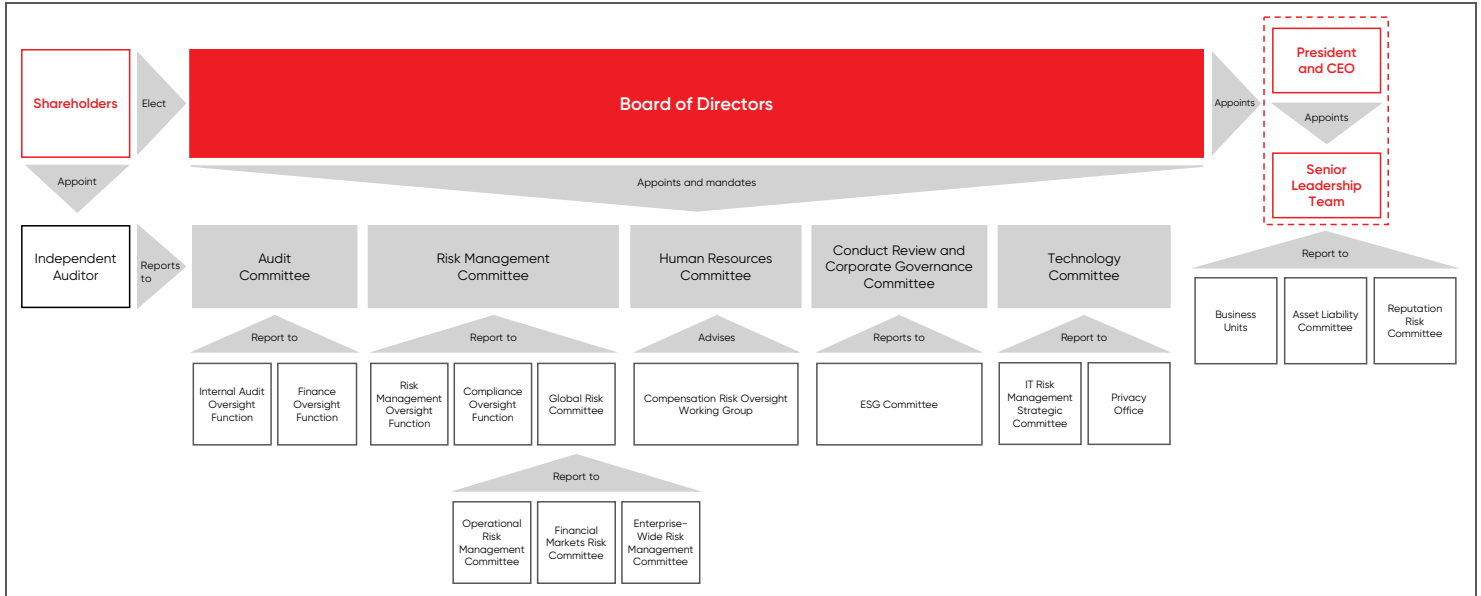 Shareholders
Elect
Board of Directors
Appoints
President
and CEO
Appoints
Senior
Leadership
Team
Appoint
Appoints and mandates
Independent
Auditor
Reports
to
Audit
Committee
Risk Management
Committee
Human Resources
Committee
Conduct Review and
Corporate Governance
Committee
Technology
Committee
Report to
Business
Units
Asset Liability
Committee
Reputation
Risk
Committee
Report to
Report to
Advises
Reports to
Report to
Internal Audit
Oversight
Function
Finance
Oversight
Function
Risk
Management
Oversight
Function
Compliance
Oversight
Function
Global Risk
Committee
Compensation Risk Oversight
Working Group
ESG Committee
IT Risk
Management
Strategic
Committee
Privacy
Office
Report to
Operational
Risk
Management
Committee
Financial
Markets Risk
Committee
Enterprise-
Wide Risk
Management
Committee